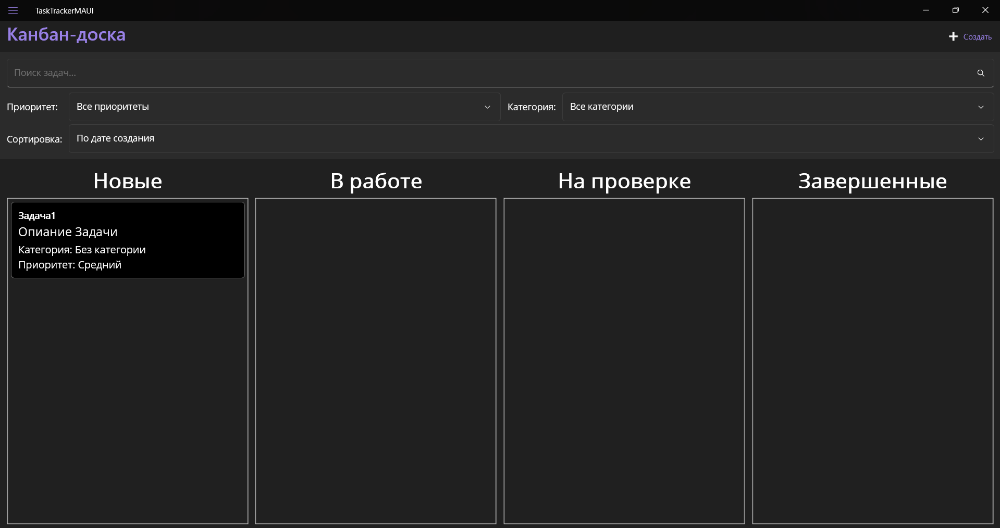 TaskTrackerMAUI
Канбан-доска
Создать
Поиск задач...
Приоритет: Все приоритеты Категория: Все категории
Сортировка: По дате создания
Новые В работе На проверке Завершенные
Задача1
Опиание Задачи
Категория: Без категории
Приоритет: Средний